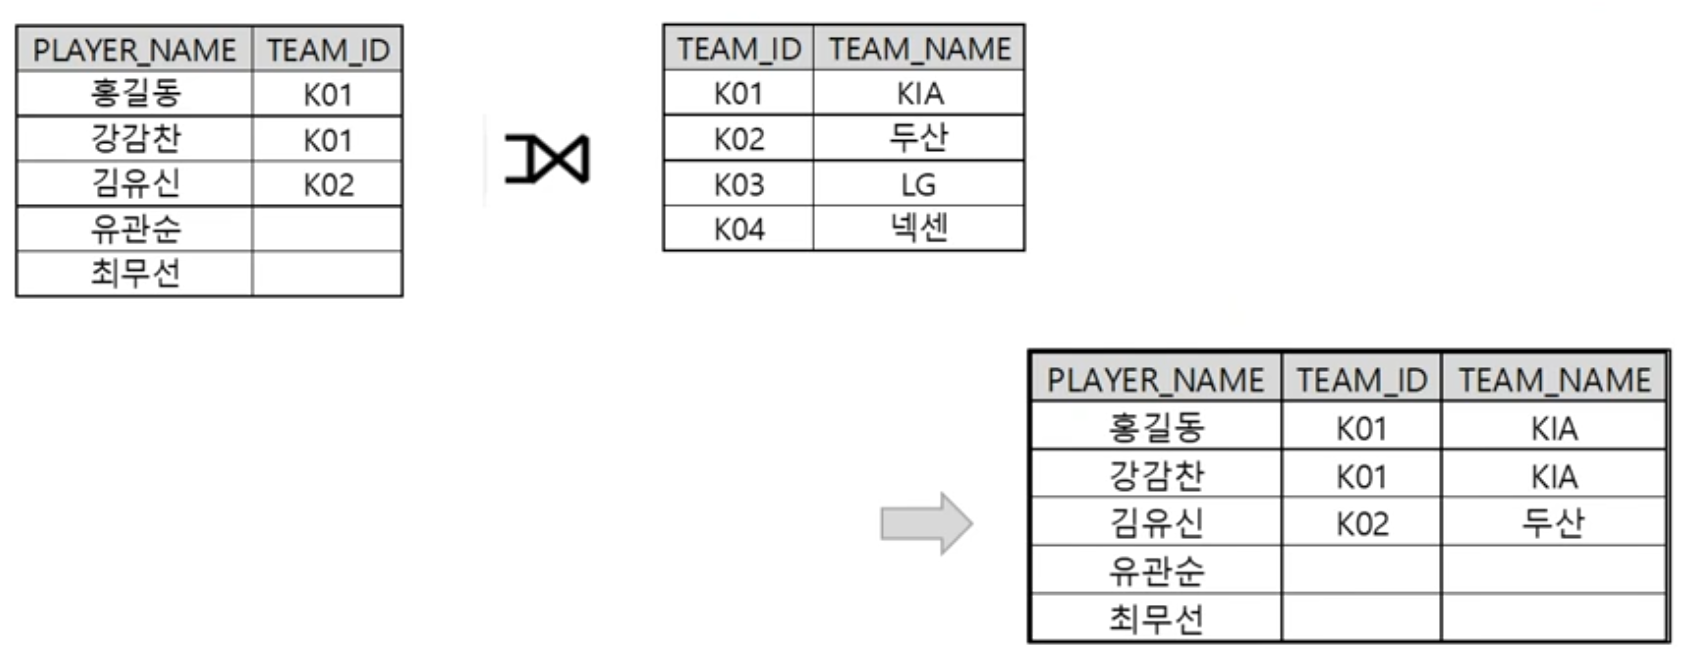 PLAYER_NAME TEAM_ID
홍길동 K01
강감찬 K01
김유신 K02
유관순
최무선
TEAM_ID TEAM_NAME
K01 KIA
K02 두산
K03 LG
K04 넥센
PLAYER_NAME TEAM_ID TEAM_NAME
홍길동 K01 KIA
강감찬 K01 KIA
김유신 K02 두산
유관순
최무선